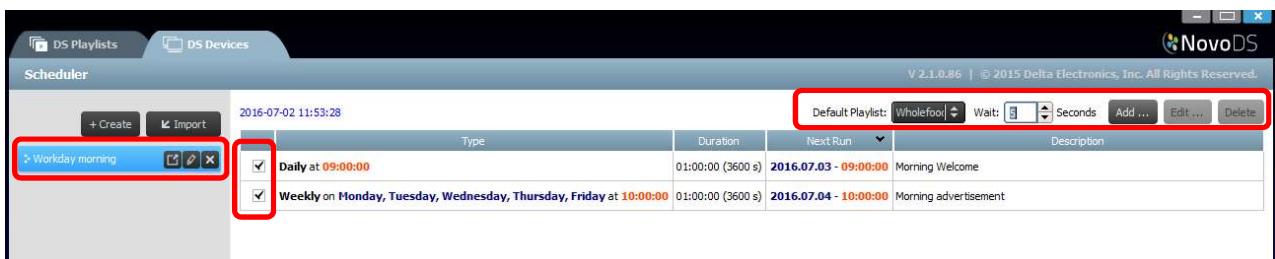 DS Playlists DS Devices NovoDS
Scheduler V 2.1.0.86 | © 2015 Delta Electronics, Inc. All Rights Reserved.
+ Create Import 2016-07-02 11:53:28 Default Playlist: Wholefood Wait: 5 Seconds Add ... Edit ... Delete
Type Duration Next Run Description
Workday morning Daily at 09:00:00 01:00:00 (3600 s) 2016.07.03 - 09:00:00 Morning Welcome
Weekly on Monday, Tuesday, Wednesday, Thursday, Friday at 10:00:00 01:00:00 (3600 s) 2016.07.04 - 10:00:00 Morning advertisement